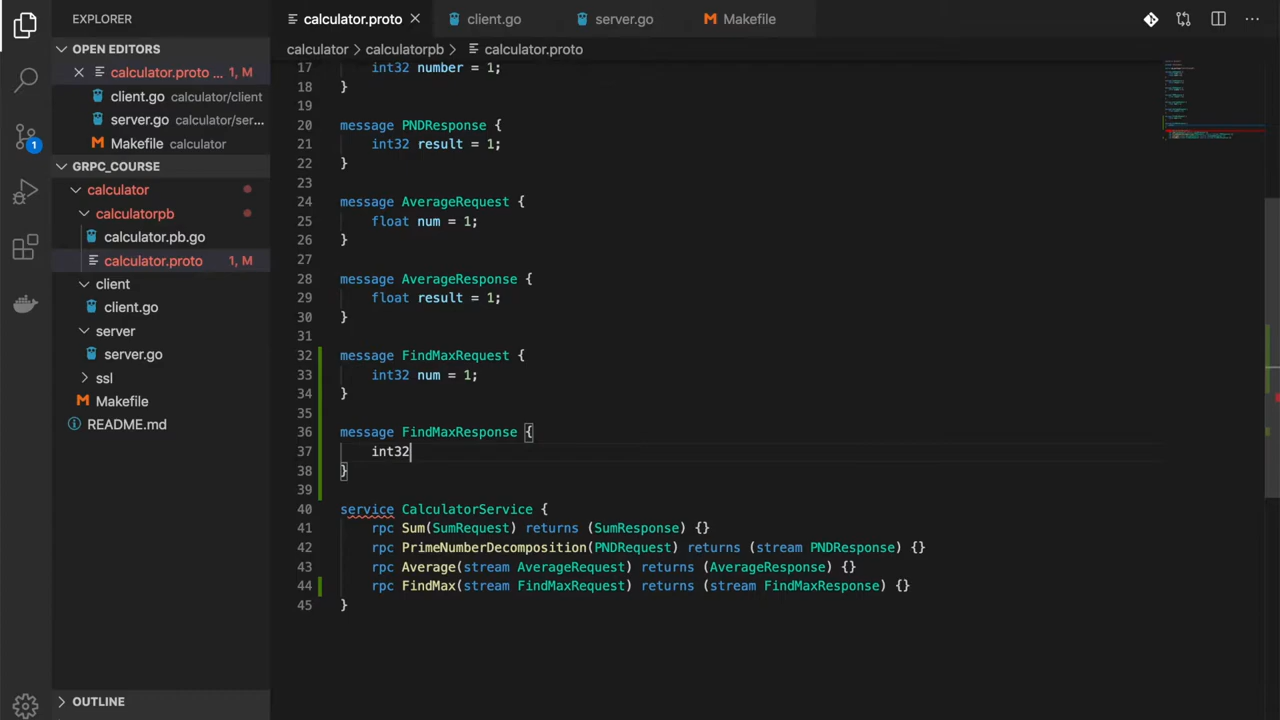 EXPLORER
calculator.proto
client.go
server.go
Makefile
OPEN EDITORS
calculator > calculatorpb > calculator.proto
calculator.proto ... 1, M
client.go calculator/client
server.go calculator/ser...
Makefile calculator
GRPC_COURSE
calculator
calculatorpb
calculator.pb.go
calculator.proto 1, M
client
client.go
server
server.go
ssl
Makefile
README.md
OUTLINE
1
17 int32 number = 1;
18 }
19
20 message PNDResponse {
21 int32 result = 1;
22 }
23
24 message AverageRequest {
25 float num = 1;
26 }
27
28 message AverageResponse {
29 float result = 1;
30 }
31
32 message FindMaxRequest {
33 int32 num = 1;
34 }
35
36 message FindMaxResponse {
37 int32
38 }
39
40 service CalculatorService {
41 rpc Sum(SumRequest) returns (SumResponse) {}
42 rpc PrimeNumberDecomposition(PNDRequest) returns (stream PNDResponse) {}
43 rpc Average(stream AverageRequest) returns (AverageResponse) {}
44 rpc FindMax(stream FindMaxRequest) returns (stream FindMaxResponse) {}
45 }